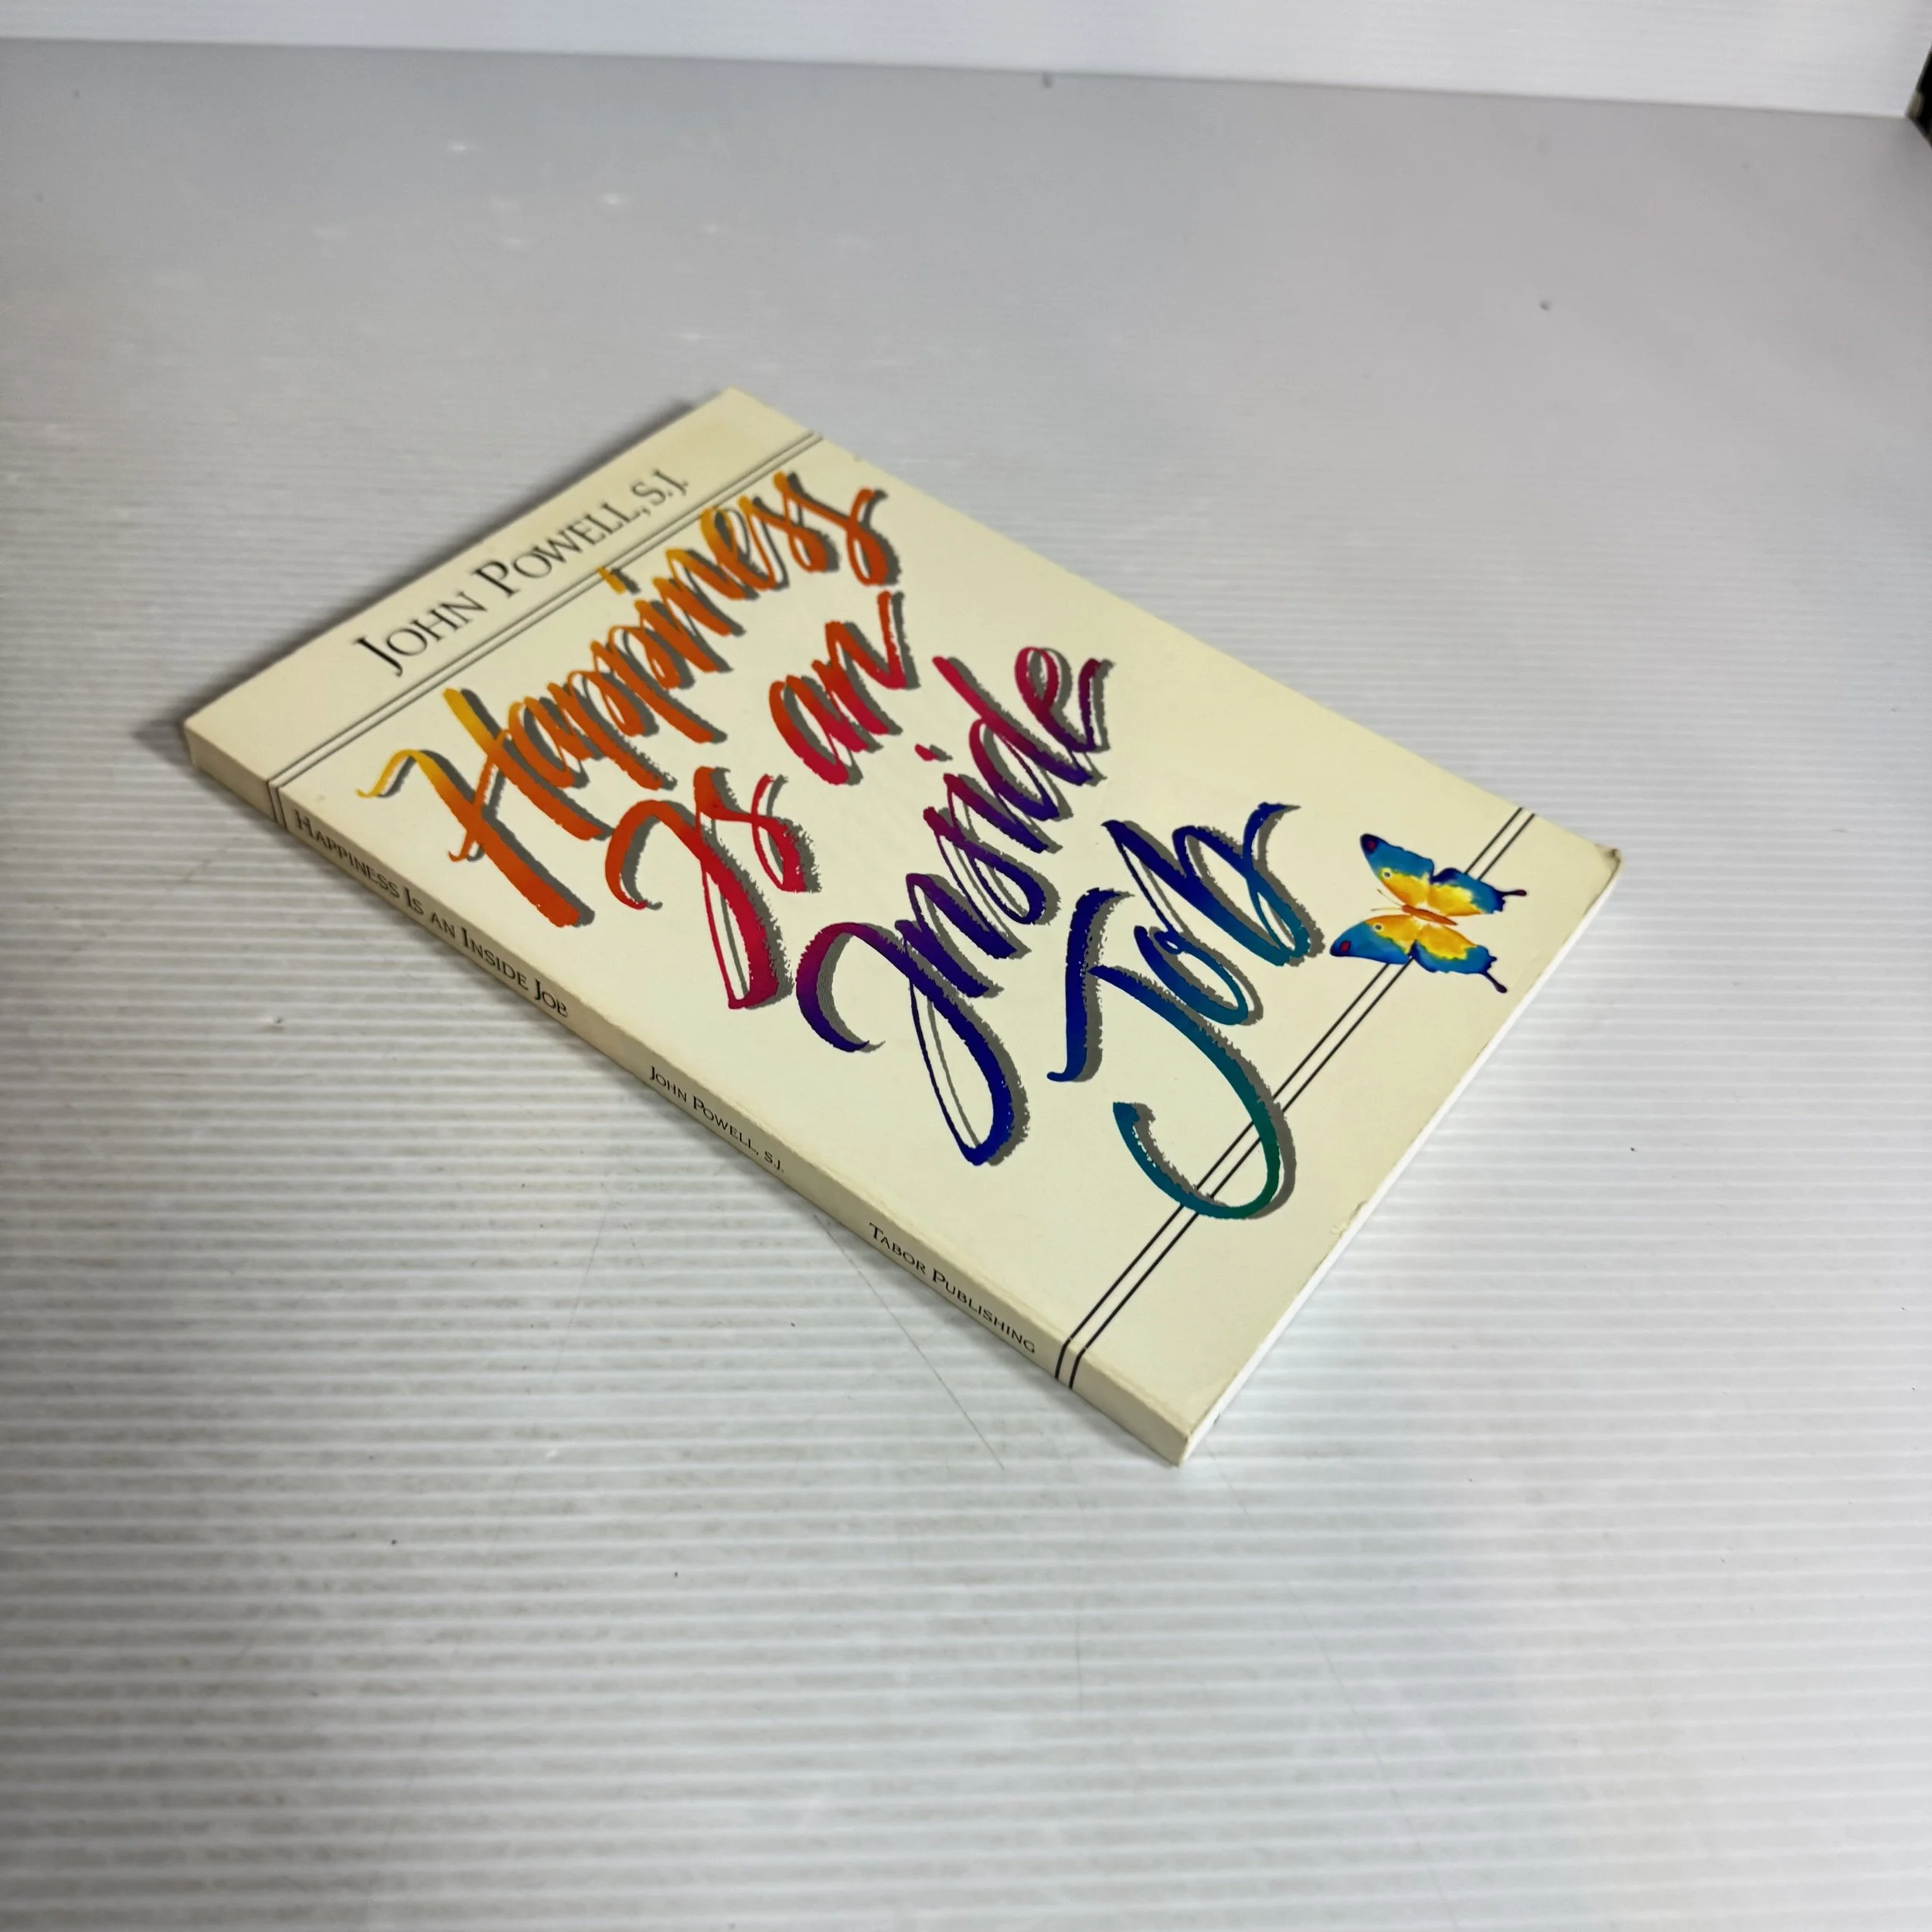 JOHN POWELL, S.J.
Happiness
Is an
Inside
Job
HAPPINESS IS AN INSIDE JOB JOHN POWELL, S.J. TABOR PUBLISHING